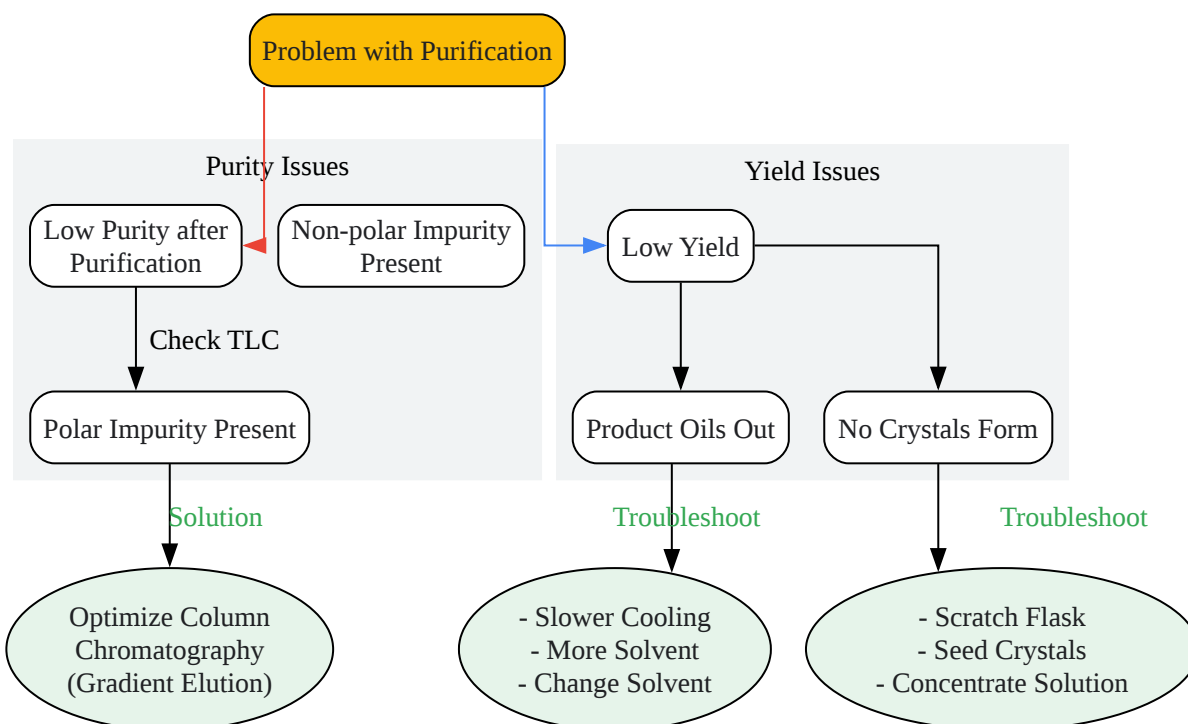 Problem with Purification
Purity Issues
Yield Issues
Low Purity after
Purification
Non-polar Impurity
Present
Low Yield
Check TLC
Polar Impurity Present
Product Oils Out
No Crystals Form
Solution
Troubleshoot
Troubleshoot
Optimize Column
Chromatography
(Gradient Elution)
- Slower Cooling
- More Solvent
- Change Solvent
- Scratch Flask
- Seed Crystals
- Concentrate Solution